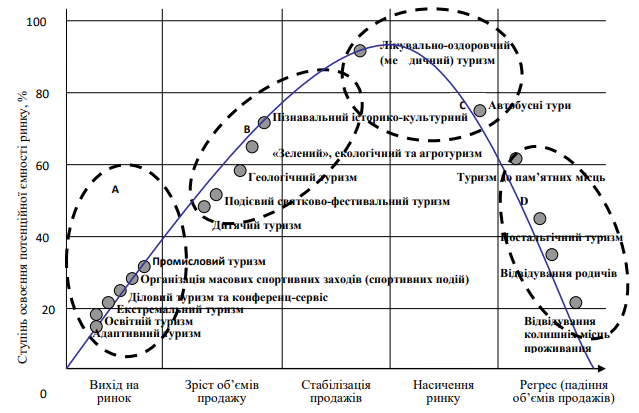 Ступінь освоєння потенційної ємності ринку, %
100
80
60
40
20
0
Лікувально-оздоровчий
(ме дичний) туризм
C
Автобусні тури
Пізнавальний історико-культурний
B
«Зелений», екологічний та агротуризм
Геологічний туризм
Туризм до пам’ятних місць
A
Подієвий святково-фестивальний туризм
D
Дитячий туризм
Ностальгічний туризм
Промисловий туризм
Організація масових спортивних заходів (спортивних подій)
Відвідування родичів
Діловий туризм та конференц-сервіс
Екстремальний туризм
Освітній туризм
Адаптивний туризм
Відвідування
колишніх місць
проживання
Вихід на
ринок
Зріст об’ємів
продажу
Стабілізація
продажів
Насичення
ринку
Регрес (падіння
об’ємів продажів)